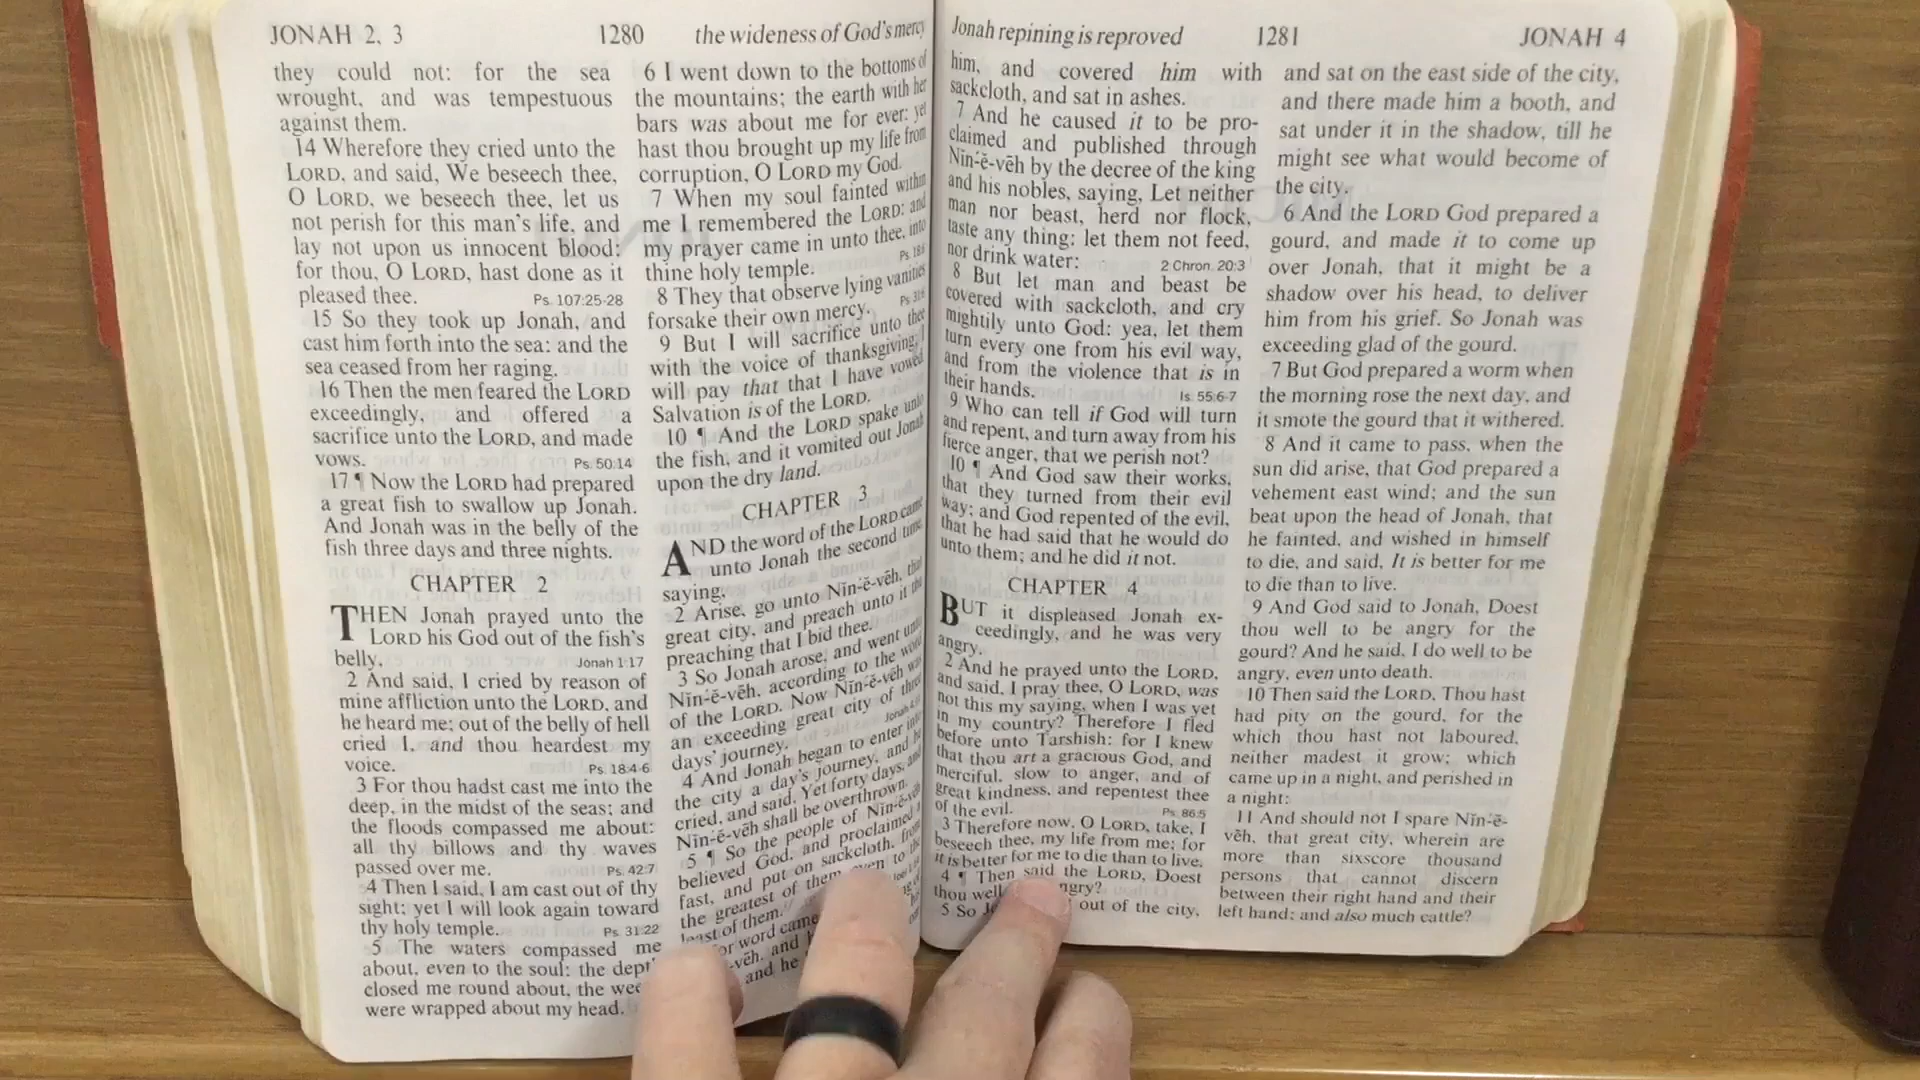 JONAH 2, 3
1280
the wideness of God's mercy
they could not: for the sea
wrought, and was tempestuous
against them.
14 Wherefore they cried unto the
LORD, and said, We beseech thee,
O LORD, we beseech thee, let us
not perish for this man's life, and
lay not upon us innocent blood:
for thou, O LORD, hast done as it
pleased thee. Ps. 107:25-28
15 So they took up Jonah, and
cast him forth into the sea: and the
sea ceased from her raging.
16 Then the men feared the LORD
exceedingly, and offered a
sacrifice unto the LORD, and made
vows. Ps. 50:14
17 ¶ Now the LORD had prepared
a great fish to swallow up Jonah.
And Jonah was in the belly of the
fish three days and three nights.
CHAPTER 2
THEN Jonah prayed unto the
LORD his God out of the fish's
belly, Jonah 1:17
2 And said, I cried by reason of
mine affliction unto the LORD, and
he heard me; out of the belly of hell
cried I, and thou heardest my
voice. Ps. 18:4-6
3 For thou hadst cast me into the
deep, in the midst of the seas; and
the floods compassed me about:
all thy billows and thy waves
passed over me. Ps. 42:7
4 Then I said, I am cast out of thy
sight; yet I will look again toward
thy holy temple. Ps. 31:22
5 The waters compassed me
about, even to the soul: the dept
closed me round about, the wee
were wrapped about my head.
6 I went down to the bottoms of
the mountains; the earth with her
bars was about me for ever: yet
hast thou brought up my life from
corruption, O LORD my God.
7 When my soul fainted within
me I remembered the LORD: and
my prayer came in unto thee, into
thine holy temple. Ps. 18:6
8 They that observe lying vanities
forsake their own mercy. Ps. 31:6
9 But I will sacrifice unto thee
with the voice of thanksgiving; I
will pay that that I have vowed.
Salvation is of the LORD.
10 ¶ And the LORD spake unto
the fish, and it vomited out Jonah
upon the dry land.
CHAPTER 3
AND the word of the LORD came
unto Jonah the second time,
saying,
2 Arise, go unto Nĭn´-ĕ-vēh, that
great city, and preach unto it the
preaching that I bid thee.
3 So Jonah arose, and went unto
Nĭn´-ĕ-vēh, according to the word
of the LORD. Now Nĭn´-ĕ-vēh was
an exceeding great city of three
days' journey.
4 And Jonah began to enter into
the city a day's journey, and he
cried, and said, Yet forty days, and
Nĭn´-ĕ-vēh shall be overthrown.
5 ¶ So the people of Nĭn´-ĕ-vēh
believed God, and proclaimed a
fast, and put on sackcloth, from
the greatest of them even to the
least of them.
or word came
-vēh, and
and he
Jonah repining is reproved
1281
JONAH 4
him, and covered him with
sackcloth, and sat in ashes.
7 And he caused it to be pro-
claimed and published through
Nĭn´-ĕ-vēh by the decree of the king
and his nobles, saying, Let neither
man nor beast, herd nor flock,
taste any thing: let them not feed,
nor drink water: 2 Chron. 20:3
8 But let man and beast be
covered with sackcloth, and cry
mightily unto God: yea, let them
turn every one from his evil way,
and from the violence that is in
their hands. Is. 55:6-7
9 Who can tell if God will turn
and repent, and turn away from his
fierce anger, that we perish not?
10 ¶ And God saw their works,
that they turned from their evil
way; and God repented of the evil,
that he had said that he would do
unto them; and he did it not.
CHAPTER 4
BUT it displeased Jonah ex-
ceedingly, and he was very
angry.
2 And he prayed unto the LORD,
and said, I pray thee, O LORD, was
not this my saying, when I was yet
in my country? Therefore I fled
before unto Tarshish: for I knew
that thou art a gracious God, and
merciful, slow to anger, and of
great kindness, and repentest thee
of the evil. Ps. 86:5
3 Therefore now, O LORD, take, I
beseech thee, my life from me; for
it is better for me to die than to live.
4 ¶ Then said the LORD, Doest
thou well ngry?
5 So out of the city,
and sat on the east side of the city,
and there made him a booth, and
sat under it in the shadow, till he
might see what would become of
the city.
6 And the LORD God prepared a
gourd, and made it to come up
over Jonah, that it might be a
shadow over his head, to deliver
him from his grief. So Jonah was
exceeding glad of the gourd.
7 But God prepared a worm when
the morning rose the next day, and
it smote the gourd that it withered.
8 And it came to pass, when the
sun did arise, that God prepared a
vehement east wind; and the sun
beat upon the head of Jonah, that
he fainted, and wished in himself
to die, and said, It is better for me
to die than to live.
9 And God said to Jonah, Doest
thou well to be angry for the
gourd? And he said, I do well to be
angry, even unto death.
10 Then said the LORD, Thou hast
had pity on the gourd, for the
which thou hast not laboured,
neither madest it grow; which
came up in a night, and perished in
a night:
11 And should not I spare Nĭn´-ĕ-
vēh, that great city, wherein are
more than sixscore thousand
persons that cannot discern
between their right hand and their
left hand; and also much cattle?